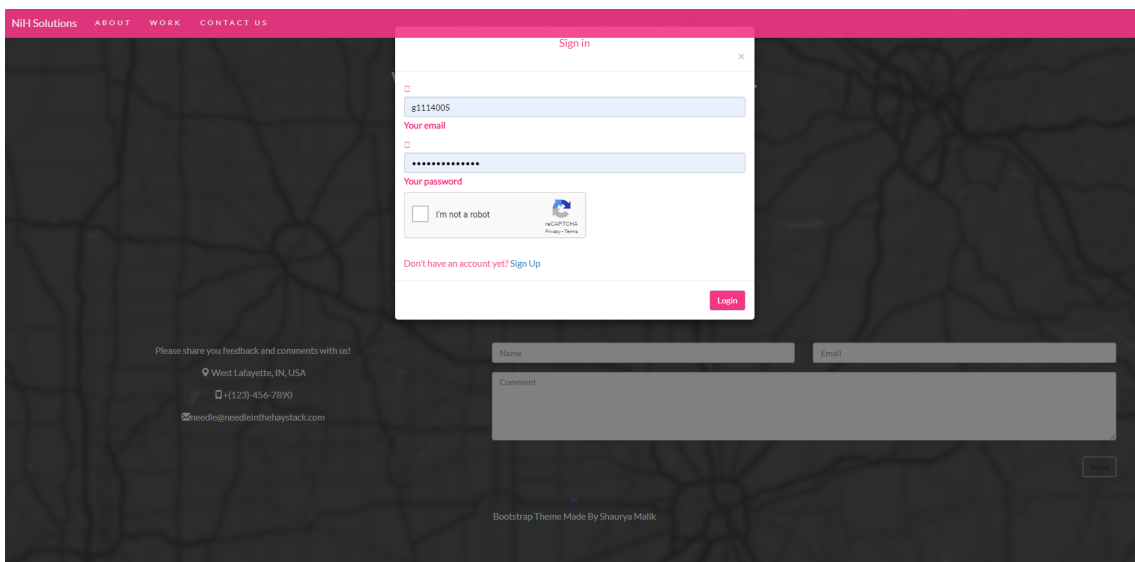 NiH Solutions ABOUT WORK CONTACT US
Sign in
×
g1114005
Your email
••••••••••••••
Your password
I'm not a robot
reCAPTCHA
Privacy - Terms
Don't have an account yet? Sign Up
Login
Please share you feedback and comments with us!
West Lafayette, IN, USA
+(123)-456-7890
needle@needleinthehaystack.com
Name
Email
Comment
Send
Bootstrap Theme Made By Shaurya Malik